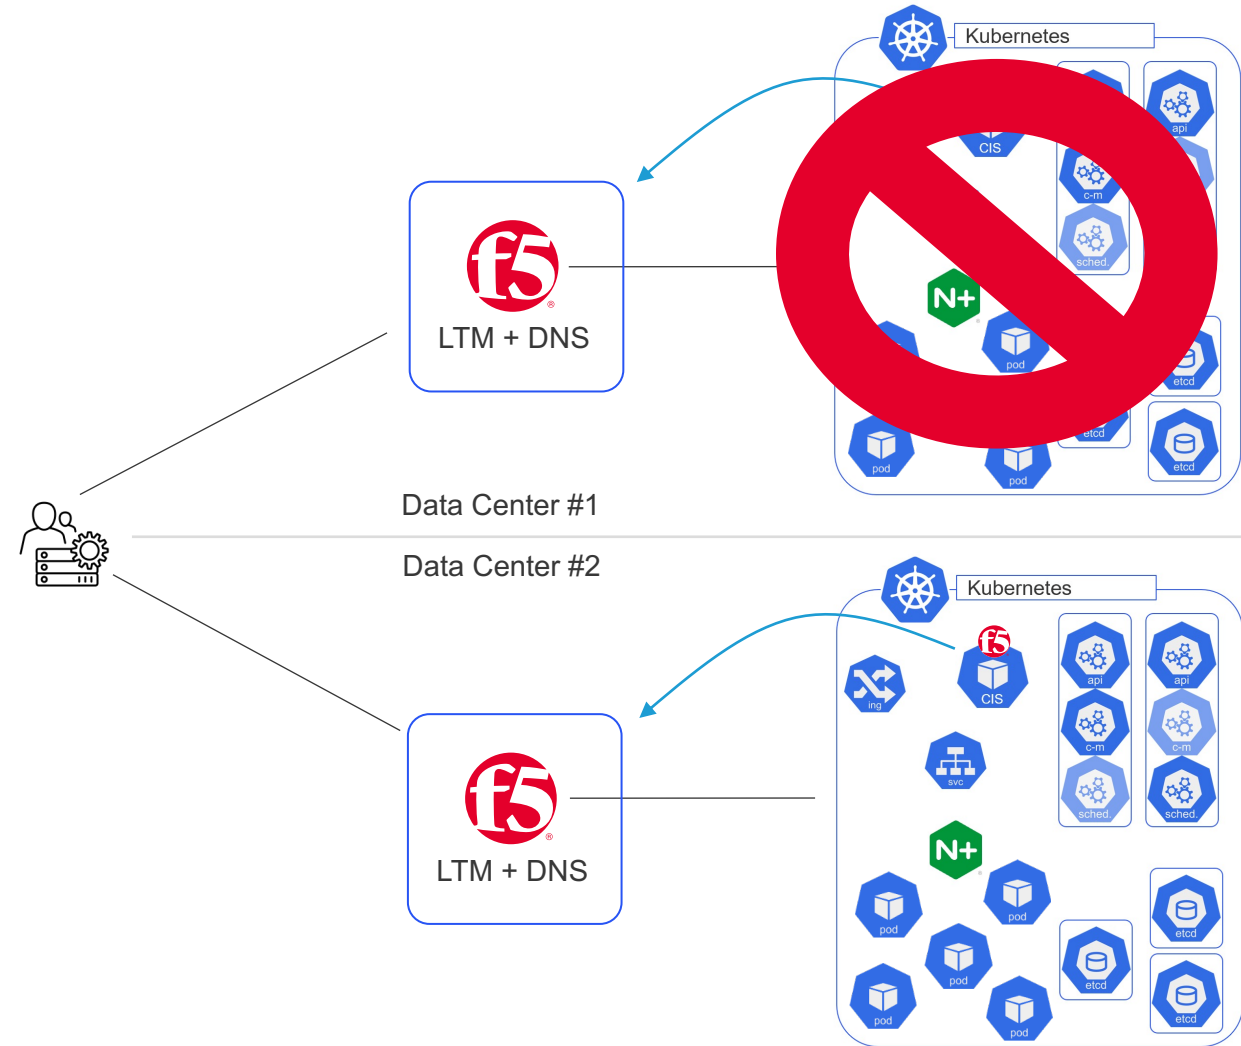 Kubernetes
CIS
api
c-m
sched.
f5
®
LTM + DNS
N+
pod
etcd
pod
pod
etcd
etcd
Data Center #1
Data Center #2
Kubernetes
f5
CIS
ing
api
api
c-m
c-m
svc
sched.
sched.
f5
®
LTM + DNS
N+
pod
pod
pod
pod
pod
etcd
etcd
etcd